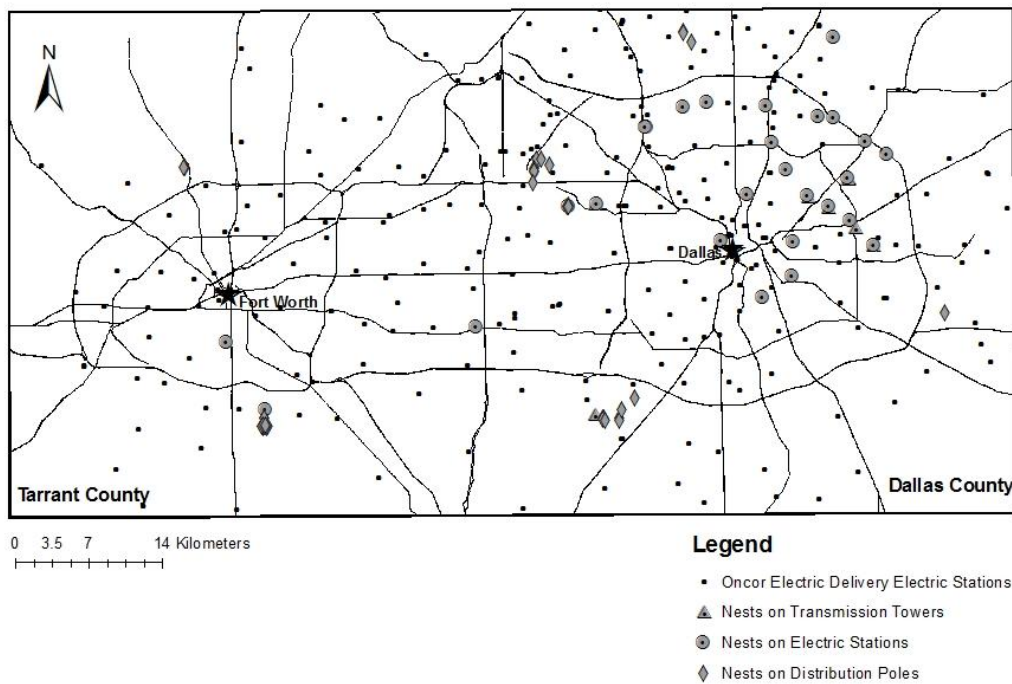 N
Dallas
Fort Worth
Tarrant County
Dallas County
0 3.5 7 14 Kilometers
Legend
Oncor Electric Delivery Electric Stations
Nests on Transmission Towers
Nests on Electric Stations
Nests on Distribution Poles